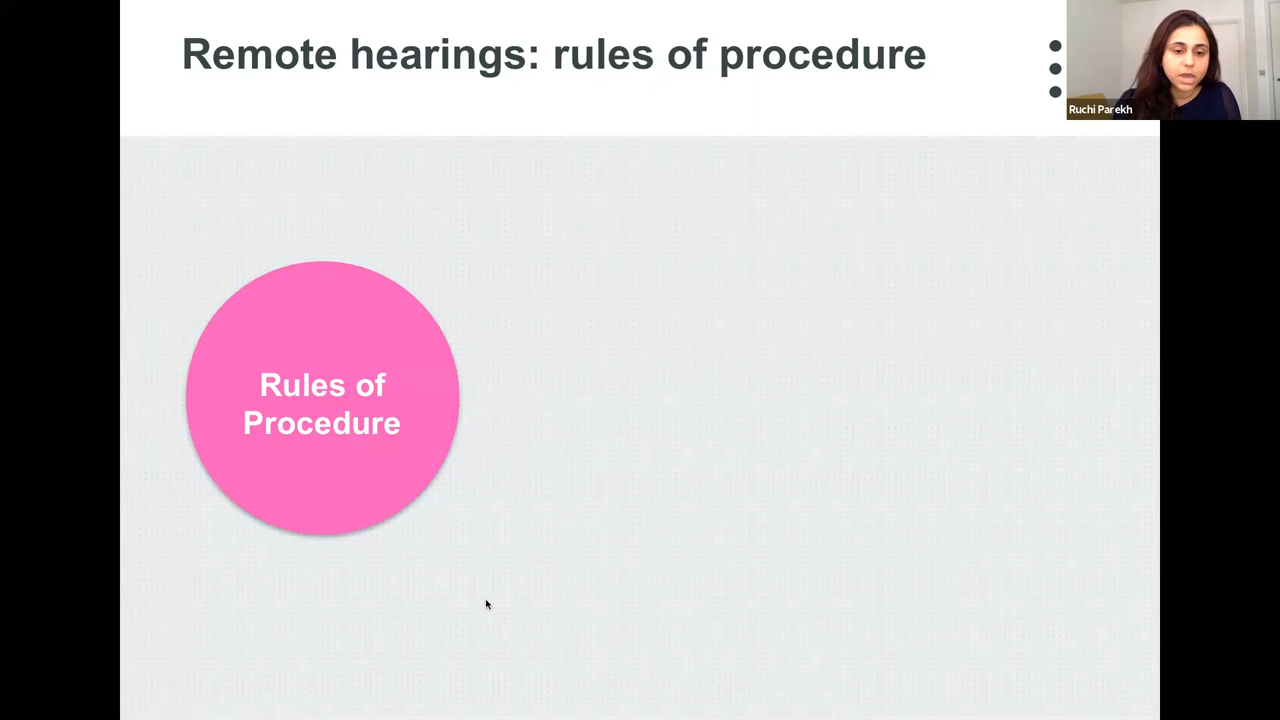 Remote hearings: rules of procedure
Ruchi Parekh
Rules of
Procedure